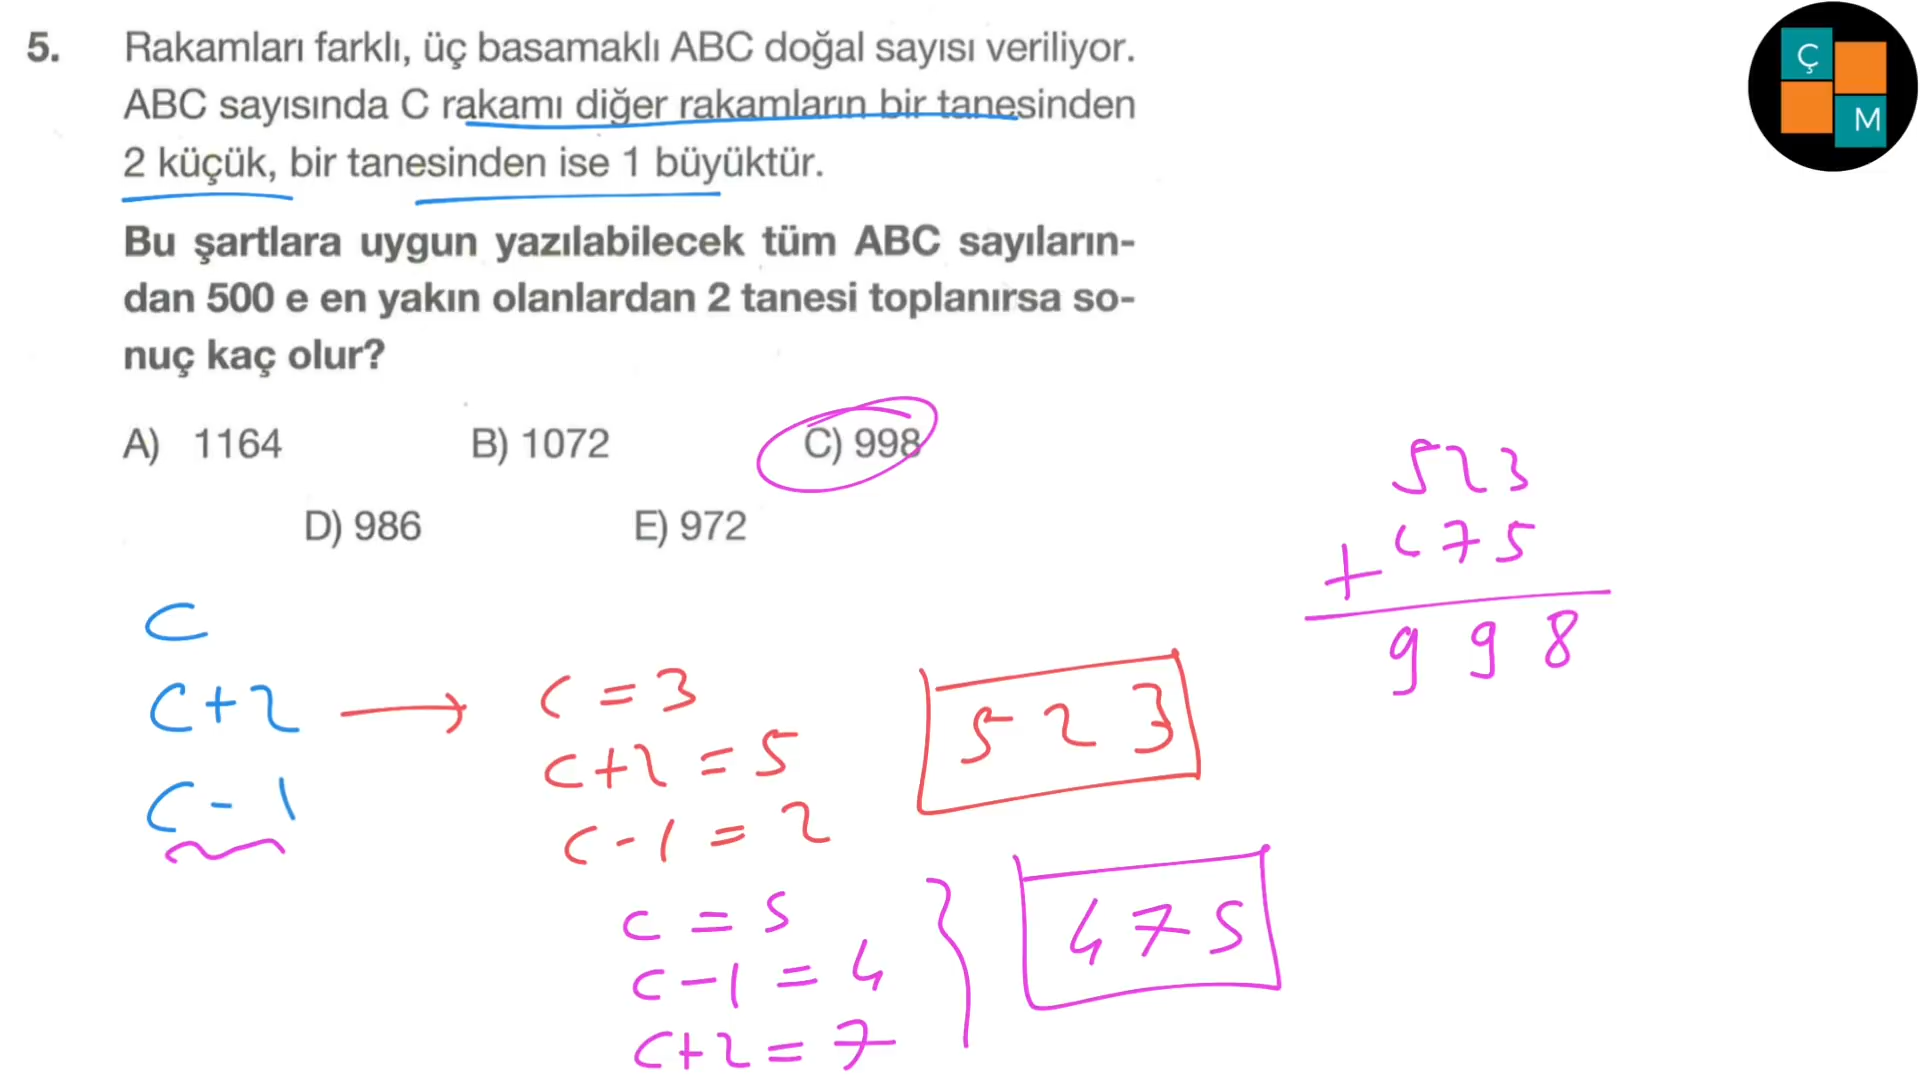 5. Rakamları farklı, üç basamaklı ABC doğal sayısı veriliyor.
ABC sayısında C rakamı diğer rakamların bir tanesinden
2 küçük, bir tanesinden ise 1 büyüktür.
Bu şartlara uygun yazılabilecek tüm ABC sayıların-
dan 500 e en yakın olanlardan 2 tanesi toplanırsa so-
nuç kaç olur?
A) 1164 B) 1072 C) 998
D) 986 E) 972
Ç
M
C
C+2
C-1
C = 3
C+2 = 5
C-1 = 2
523
C = 5
C-1 = 4
C+2 = 7
475
523
+ 475
998